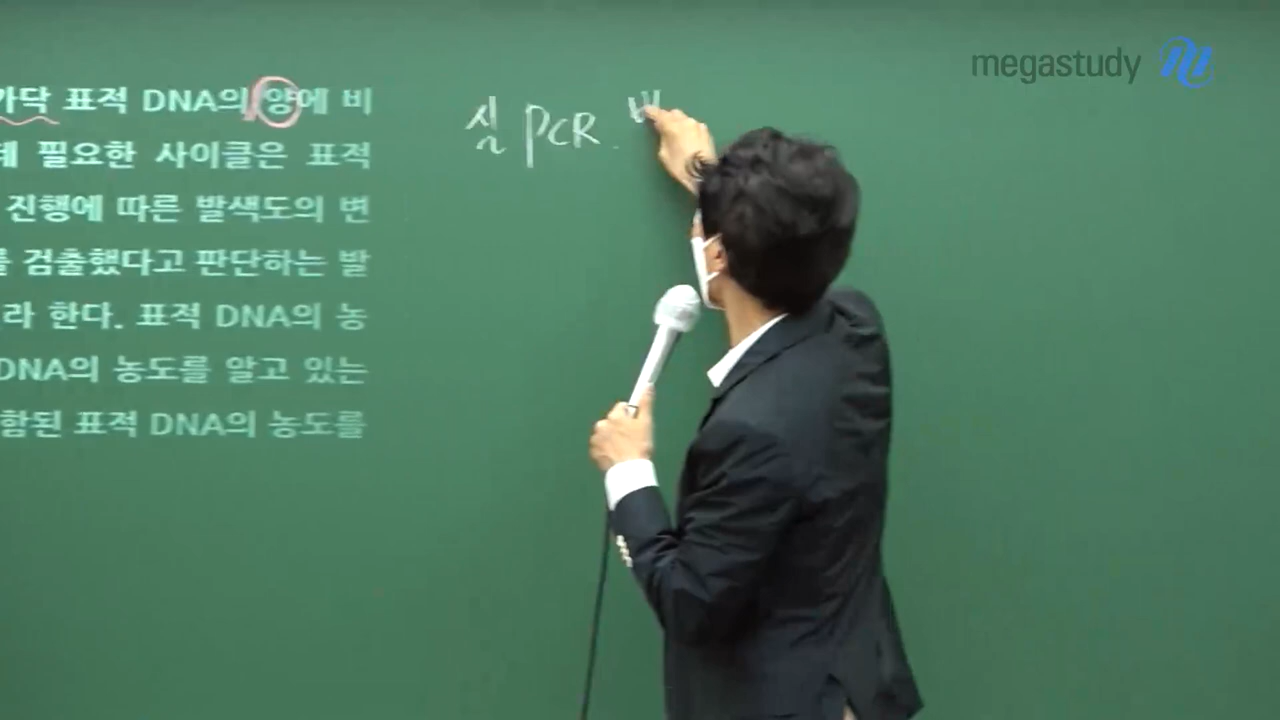 megastudy
가닥 표적 DNA의 양에 비
필요한 사이클은 표적
진행에 따른 발색도의 변
를 검출했다고 판단하는 발
라 한다. 표적 DNA의 농
DNA의 농도를 알고 있는
함된 표적 DNA의 농도를
실 PCR.